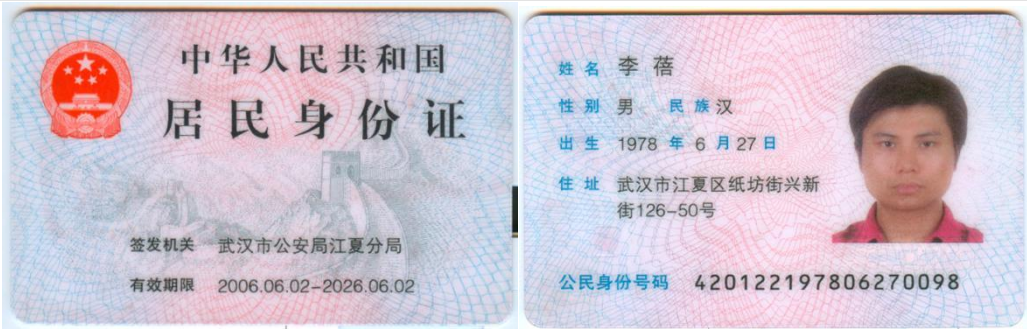 中华人民共和国
居民身份证
签发机关 武汉市公安局江夏分局
有效期限 2006.06.02-2026.06.02
姓名 李蓓
性别 男 民族 汉
出生 1978 年 6 月 27 日
住址 武汉市江夏区纸坊街兴新
街126-50号
公民身份号码 420122197806270098